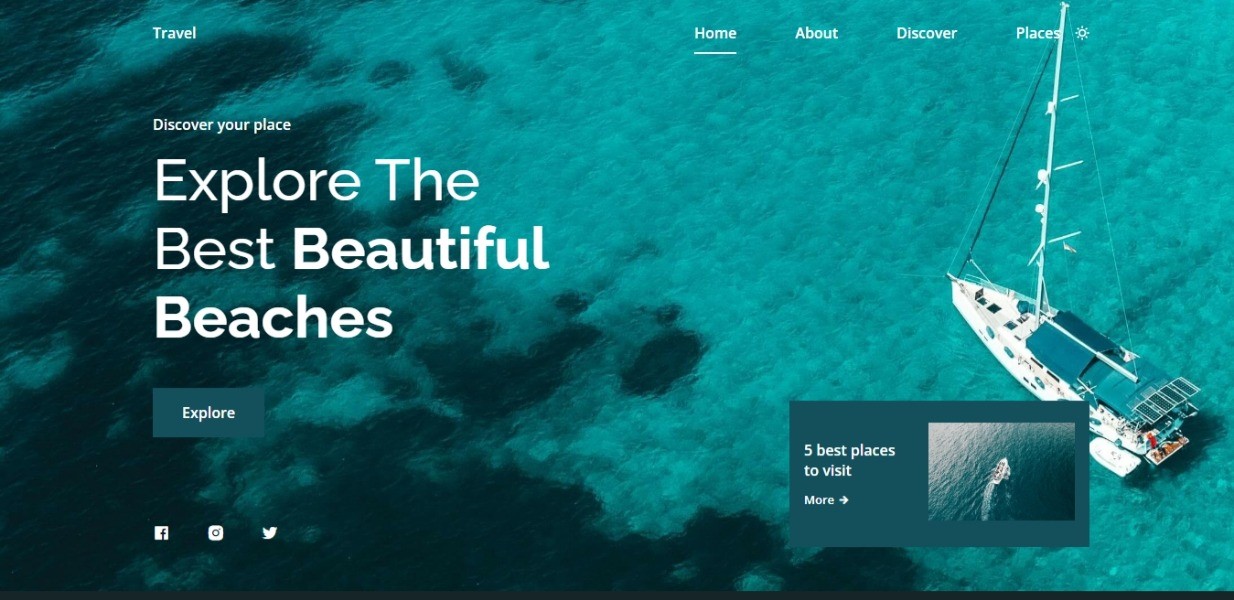 Travel
Home
About
Discover
Places
Discover your place
Explore The
Best Beautiful
Beaches
Explore
5 best places
to visit
More →